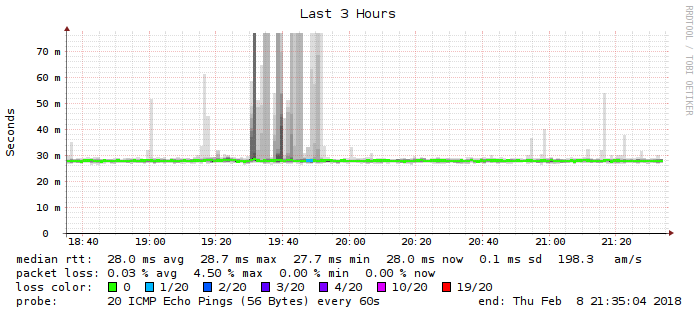 Last 3 Hours
RRDTOOL / TOBI OETIKER
Seconds
70 m
60 m
50 m
40 m
30 m
20 m
10 m
0
18:40 19:00 19:20 19:40 20:00 20:20 20:40 21:00 21:20
median rtt: 28.0 ms avg 28.7 ms max 27.7 ms min 28.0 ms now 0.1 ms sd 198.3 am/s
packet loss: 0.03 % avg 4.50 % max 0.00 % min 0.00 % now
loss color: 0 1/20 2/20 3/20 4/20 10/20 19/20
probe: 20 ICMP Echo Pings (56 Bytes) every 60s end: Thu Feb 8 21:35:04 2018